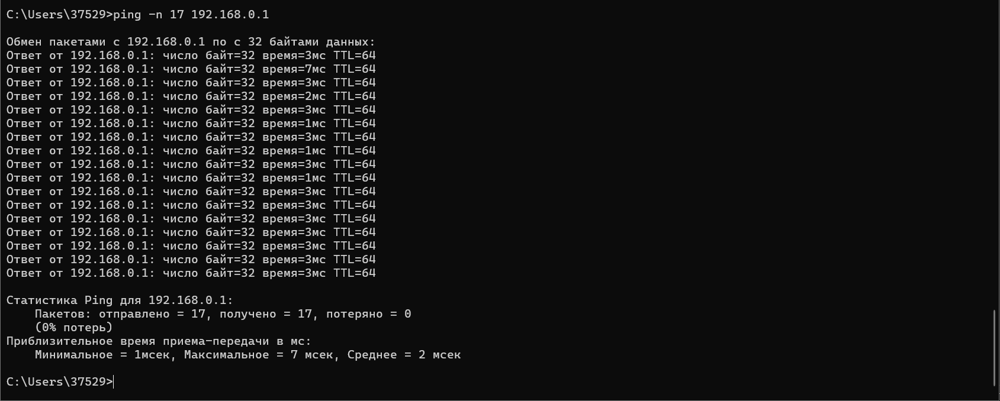 C:\Users\37529>ping -n 17 192.168.0.1
Обмен пакетами с 192.168.0.1 по с 32 байтами данных:
Ответ от 192.168.0.1: число байт=32 время=3мс TTL=64
Ответ от 192.168.0.1: число байт=32 время=7мс TTL=64
Ответ от 192.168.0.1: число байт=32 время=3мс TTL=64
Ответ от 192.168.0.1: число байт=32 время=2мс TTL=64
Ответ от 192.168.0.1: число байт=32 время=3мс TTL=64
Ответ от 192.168.0.1: число байт=32 время=1мс TTL=64
Ответ от 192.168.0.1: число байт=32 время=3мс TTL=64
Ответ от 192.168.0.1: число байт=32 время=1мс TTL=64
Ответ от 192.168.0.1: число байт=32 время=3мс TTL=64
Ответ от 192.168.0.1: число байт=32 время=1мс TTL=64
Ответ от 192.168.0.1: число байт=32 время=3мс TTL=64
Ответ от 192.168.0.1: число байт=32 время=3мс TTL=64
Ответ от 192.168.0.1: число байт=32 время=3мс TTL=64
Ответ от 192.168.0.1: число байт=32 время=3мс TTL=64
Ответ от 192.168.0.1: число байт=32 время=3мс TTL=64
Ответ от 192.168.0.1: число байт=32 время=3мс TTL=64
Ответ от 192.168.0.1: число байт=32 время=3мс TTL=64
Статистика Ping для 192.168.0.1:
Пакетов: отправлено = 17, получено = 17, потеряно = 0
(0% потерь)
Приблизительное время приема-передачи в мс:
Минимальное = 1мсек, Максимальное = 7 мсек, Среднее = 2 мсек
C:\Users\37529>